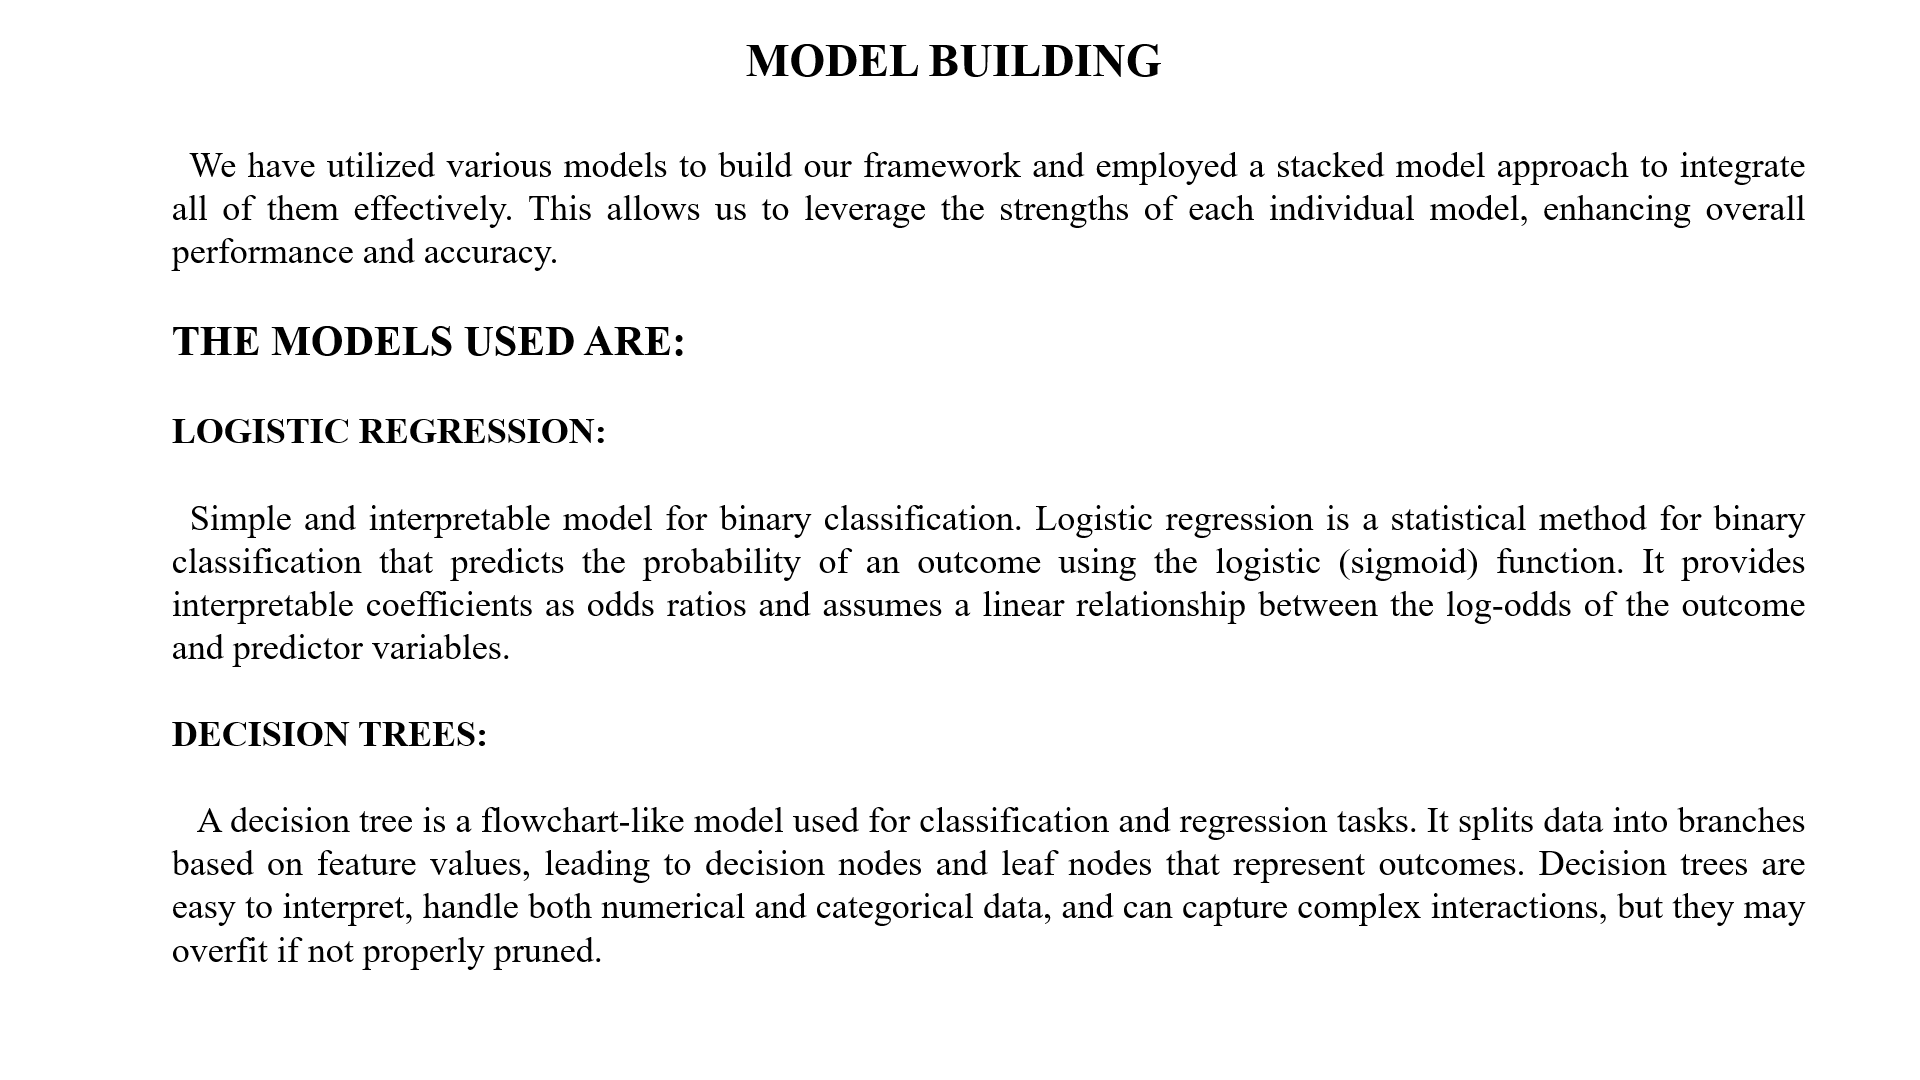 MODEL BUILDING
We have utilized various models to build our framework and employed a stacked model approach to integrate
all of them effectively. This allows us to leverage the strengths of each individual model, enhancing overall
performance and accuracy.
THE MODELS USED ARE:
LOGISTIC REGRESSION:
Simple and interpretable model for binary classification. Logistic regression is a statistical method for binary
classification that predicts the probability of an outcome using the logistic (sigmoid) function. It provides
interpretable coefficients as odds ratios and assumes a linear relationship between the log-odds of the outcome
and predictor variables.
DECISION TREES:
A decision tree is a flowchart-like model used for classification and regression tasks. It splits data into branches
based on feature values, leading to decision nodes and leaf nodes that represent outcomes. Decision trees are
easy to interpret, handle both numerical and categorical data, and can capture complex interactions, but they may
overfit if not properly pruned.